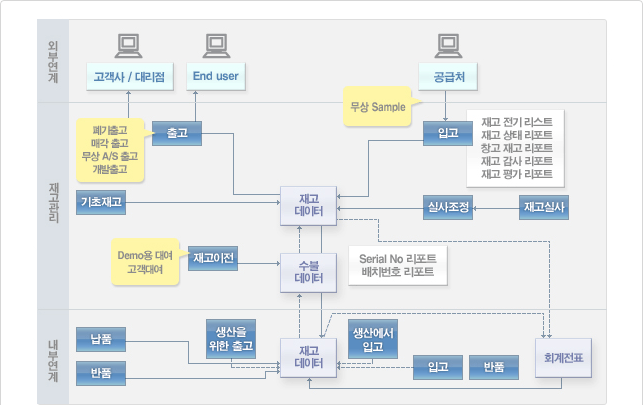 외부연계
고객사 / 대리점
End user
공급처
무상 Sample
재고관리
폐기출고
매각 출고
무상 A/S 출고
개발출고
출고
입고
재고 전기 리스트
재고 상태 리포트
창고 재고 리포트
재고 감사 리포트
재고 평가 리포트
기초재고
재고
데이터
실사조정
재고실사
Demo용 대여
고객대여
재고이전
수불
데이터
Serial No 리포트
배치번호 리포트
내부연계
납품
반품
생산을
위한 출고
재고
데이터
생산에서
입고
입고
반품
회계전표